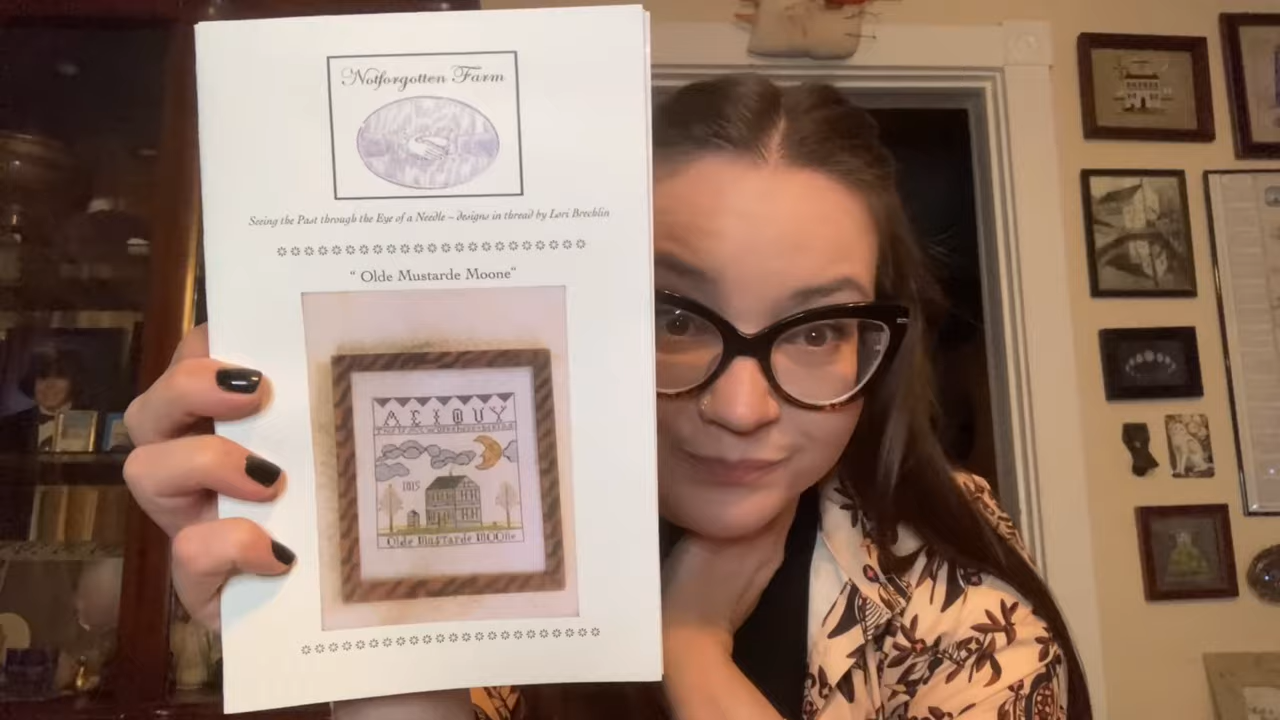 Notforgotten Farm
Seeing the Past through the Eye of a Needle ~ designs in thread by Lori Brechlin
" Olde Mustarde Moone"
A E I O U Y
1815
Olde Mustarde MOOne